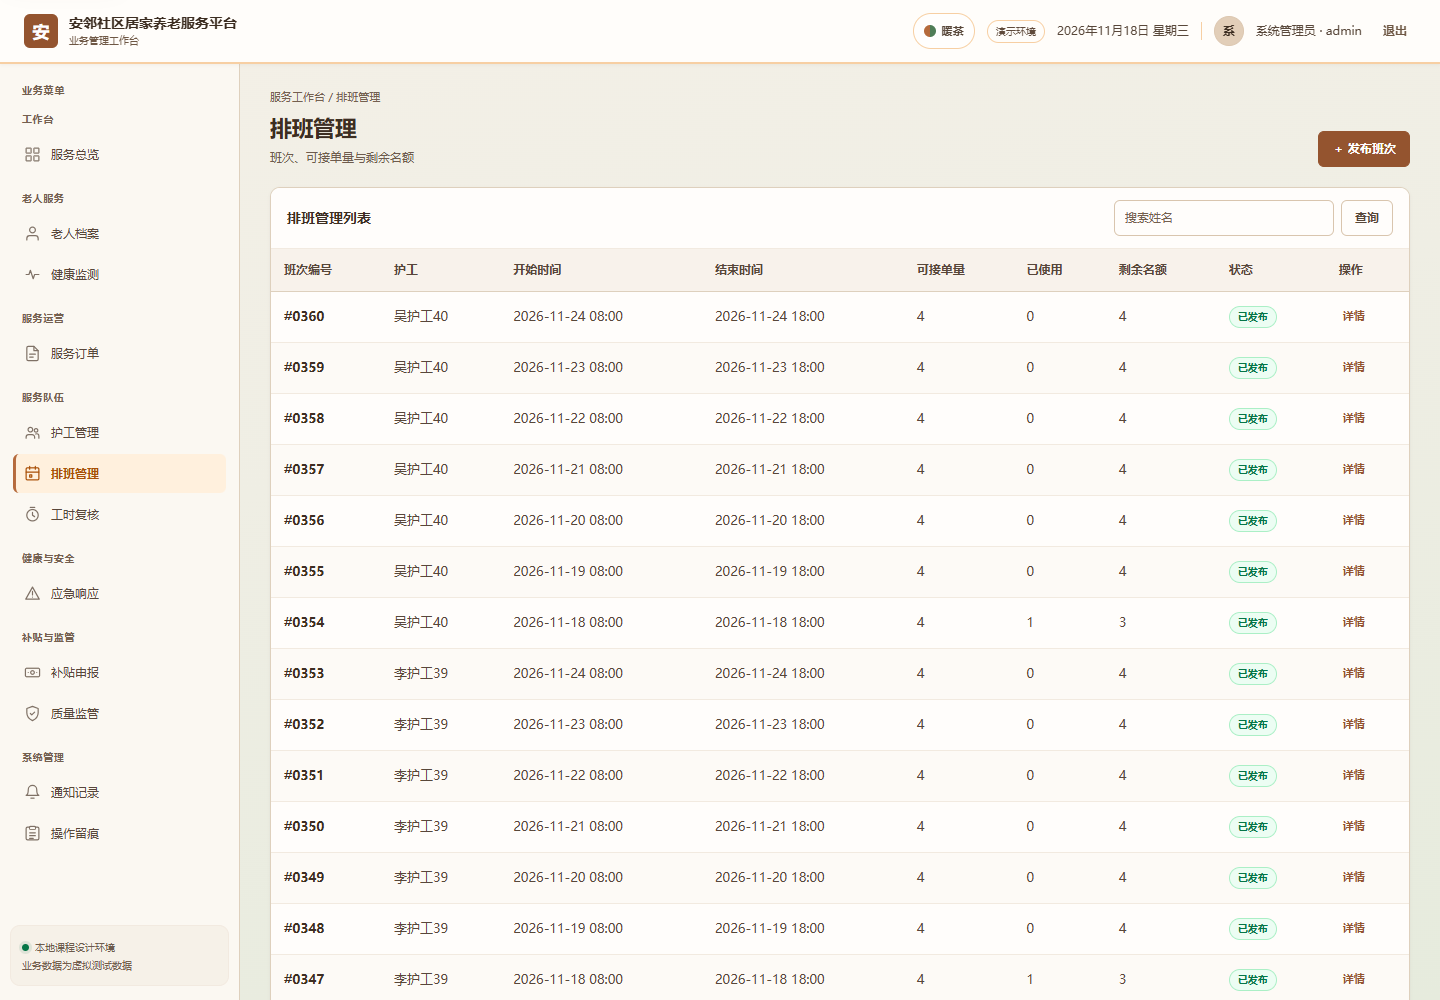 安
安邻社区居家养老服务平台
业务管理工作台
暖茶
演示环境
2026年11月18日 星期三
系
系统管理员 · admin
退出
业务菜单
工作台
服务总览
老人服务
老人档案
健康监测
服务运营
服务订单
服务队伍
护工管理
排班管理
工时复核
健康与安全
应急响应
补贴与监管
补贴申报
质量监管
系统管理
通知记录
操作留痕
本地课程设计环境
业务数据为虚拟测试数据
服务工作台 / 排班管理
排班管理
班次、可接单量与剩余名额
+ 发布班次
排班管理列表
搜索姓名
查询
班次编号 护工 开始时间 结束时间 可接单量 已使用 剩余名额 状态 操作
#0360 吴护工40 2026-11-24 08:00 2026-11-24 18:00 4 0 4 已发布 详情
#0359 吴护工40 2026-11-23 08:00 2026-11-23 18:00 4 0 4 已发布 详情
#0358 吴护工40 2026-11-22 08:00 2026-11-22 18:00 4 0 4 已发布 详情
#0357 吴护工40 2026-11-21 08:00 2026-11-21 18:00 4 0 4 已发布 详情
#0356 吴护工40 2026-11-20 08:00 2026-11-20 18:00 4 0 4 已发布 详情
#0355 吴护工40 2026-11-19 08:00 2026-11-19 18:00 4 0 4 已发布 详情
#0354 吴护工40 2026-11-18 08:00 2026-11-18 18:00 4 1 3 已发布 详情
#0353 李护工39 2026-11-24 08:00 2026-11-24 18:00 4 0 4 已发布 详情
#0352 李护工39 2026-11-23 08:00 2026-11-23 18:00 4 0 4 已发布 详情
#0351 李护工39 2026-11-22 08:00 2026-11-22 18:00 4 0 4 已发布 详情
#0350 李护工39 2026-11-21 08:00 2026-11-21 18:00 4 0 4 已发布 详情
#0349 李护工39 2026-11-20 08:00 2026-11-20 18:00 4 0 4 已发布 详情
#0348 李护工39 2026-11-19 08:00 2026-11-19 18:00 4 0 4 已发布 详情
#0347 李护工39 2026-11-18 08:00 2026-11-18 18:00 4 1 3 已发布 详情